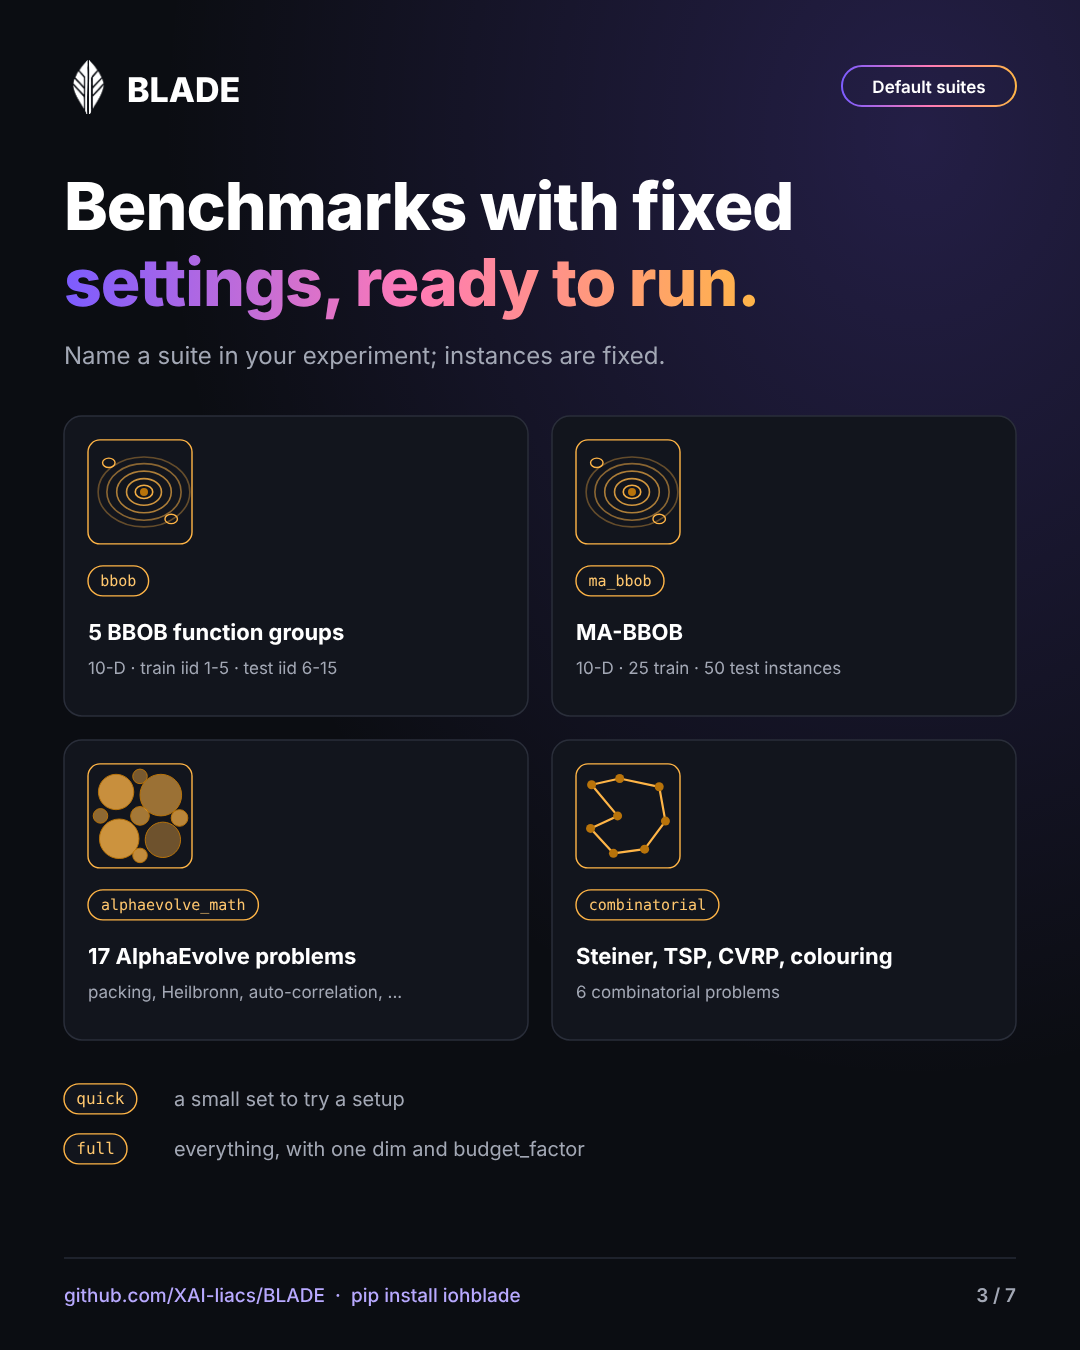 BLADE
Default suites
Benchmarks with fixed
settings, ready to run.
Name a suite in your experiment; instances are fixed.
bbob
5 BBOB function groups
10-D · train iid 1-5 · test iid 6-15
ma_bbob
MA-BBOB
10-D · 25 train · 50 test instances
alphaevolve_math
17 AlphaEvolve problems
packing, Heilbronn, auto-correlation, ...
combinatorial
Steiner, TSP, CVRP, colouring
6 combinatorial problems
quick a small set to try a setup
full everything, with one dim and budget_factor
github.com/XAI-liacs/BLADE · pip install iohblade
3 / 7